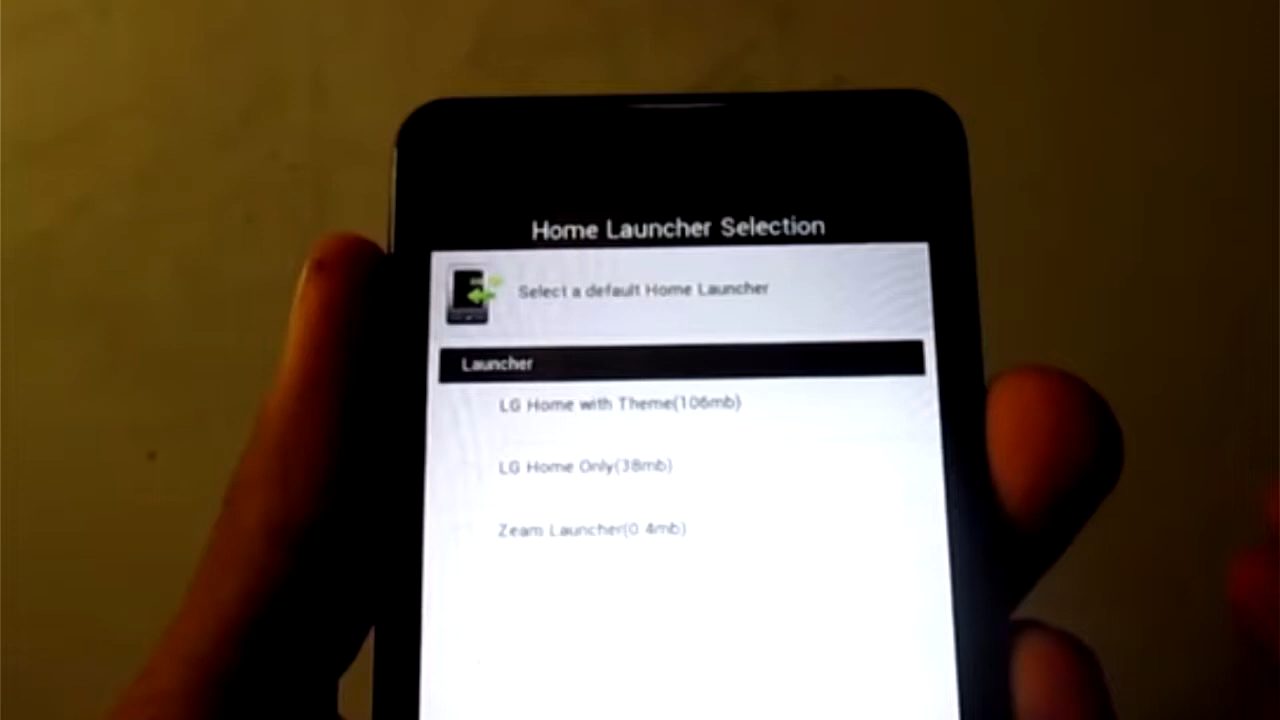 Home Launcher Selection
Select a default Home Launcher
Launcher
LG Home with Theme(106mb)
LG Home Only(38mb)
Zeam Launcher(0.4mb)